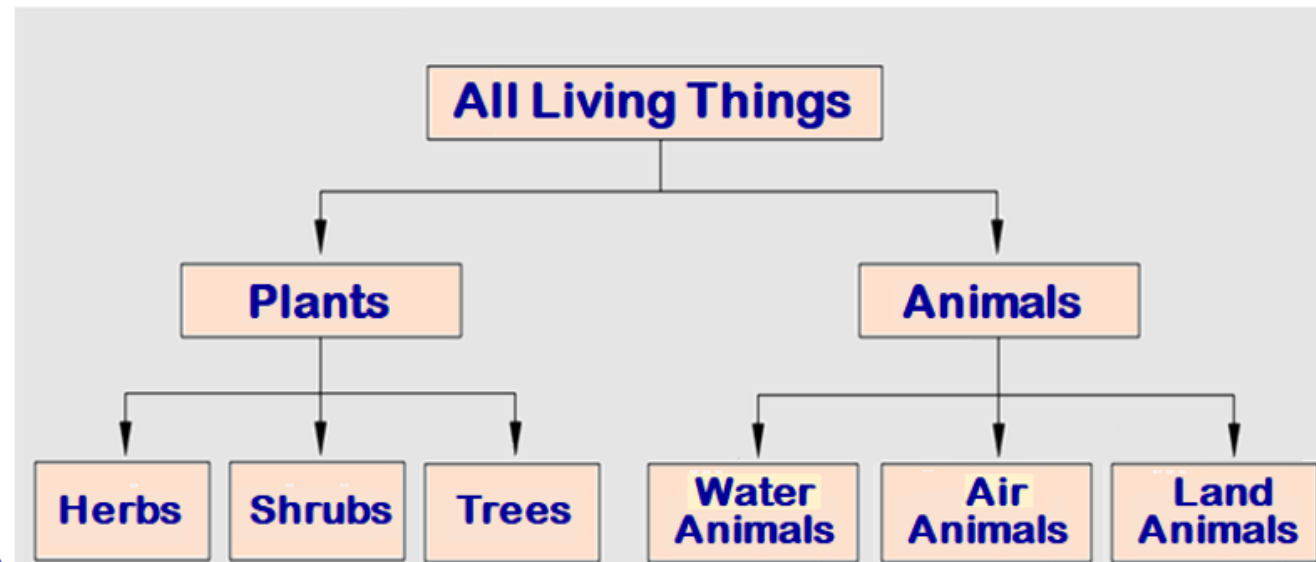 All Living Things
Plants
Animals
Herbs
Shrubs
Trees
Water
Animals
Air
Animals
Land
Animals